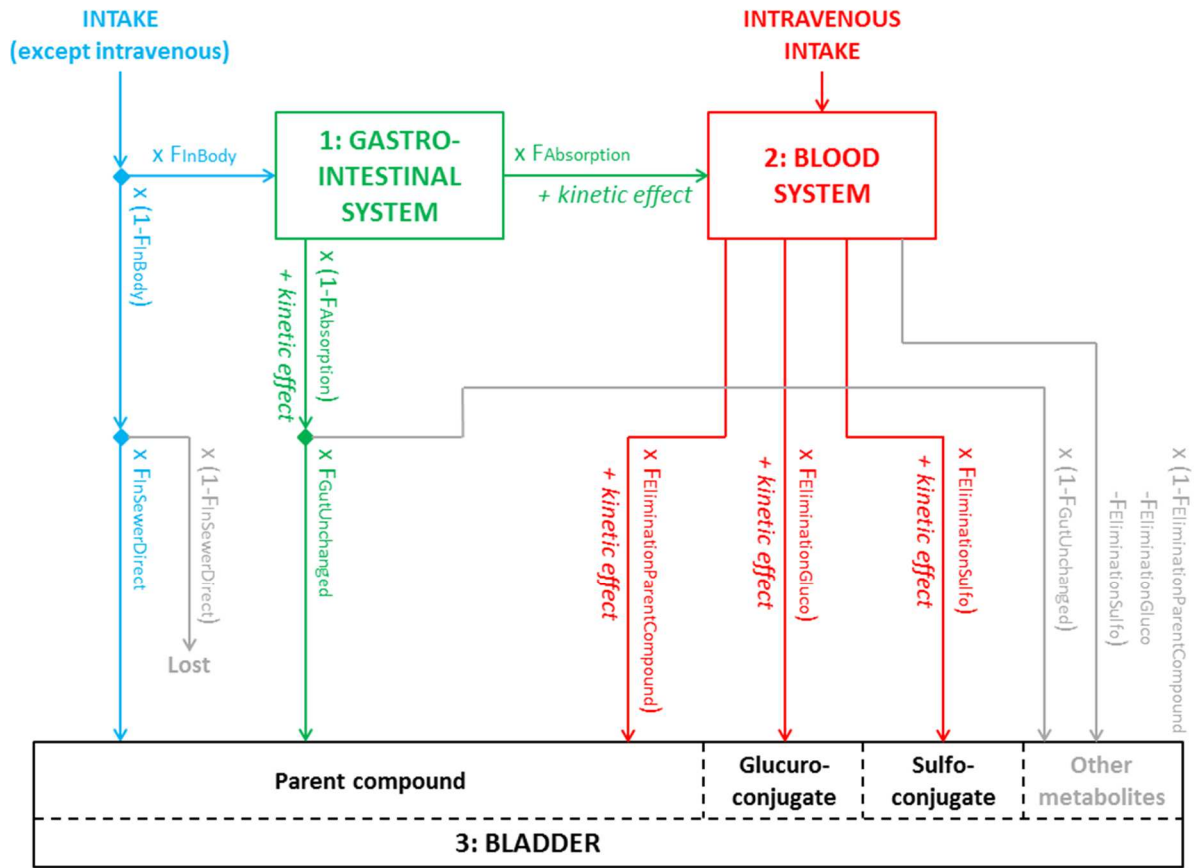 INTAKE
(except intravenous)
INTRAVENOUS
INTAKE
x FInBody
1: GASTRO-
INTESTINAL
SYSTEM
x FAbsorption
+ kinetic effect
2: BLOOD
SYSTEM
x (1-FInBody)
x (1-FAbsorption)
+ kinetic effect
x FInSewerDirect
x (1-FInSewerDirect)
Lost
x FGutUnchanged
x FEliminationParentCompound)
+ kinetic effect
x FEliminationGluco)
+ kinetic effect
x FEliminationSulfo)
+ kinetic effect
x (1-FGutUnchanged)
x (1-FEliminationParentCompound
-FEliminationGluco
-FEliminationSulfo)
Parent compound
Glucuro-
conjugate
Sulfo-
conjugate
Other
metabolites
3: BLADDER